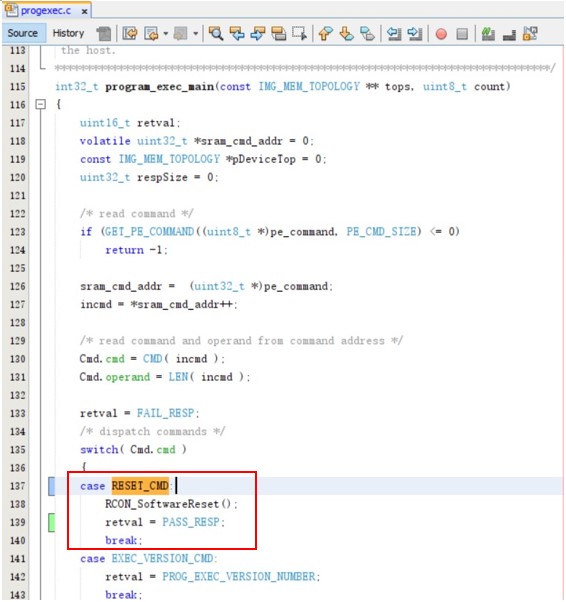 progexec.c x
Source History
113 the host.
114 ***********************************************************************************/
115 int32_t program_exec_main(const IMG_MEM_TOPOLOGY ** tops, uint8_t count)
116 {
117 uint16_t retval;
118 volatile uint32_t *sram_cmd_addr = 0;
119 const IMG_MEM_TOPOLOGY *pDeviceTop = 0;
120 uint32_t respSize = 0;
121
122 /* read command */
123 if (GET_PE_COMMAND((uint8_t *)pe_command, PE_CMD_SIZE) <= 0)
124 return -1;
125
126 sram_cmd_addr = (uint32_t *)pe_command;
127 incmd = *sram_cmd_addr++;
128
129 /* read command and operand from command address */
130 Cmd.cmd = CMD( incmd );
131 Cmd.operand = LEN( incmd );
132
133 retval = FAIL_RESP;
134 /* dispatch commands */
135 switch( Cmd.cmd )
136 {
137 case RESET_CMD:
138 RCON_SoftwareReset();
139 retval = PASS_RESP;
140 break;
141 case EXEC_VERSION_CMD:
142 retval = PROG_EXEC_VERSION_NUMBER;
143 break;